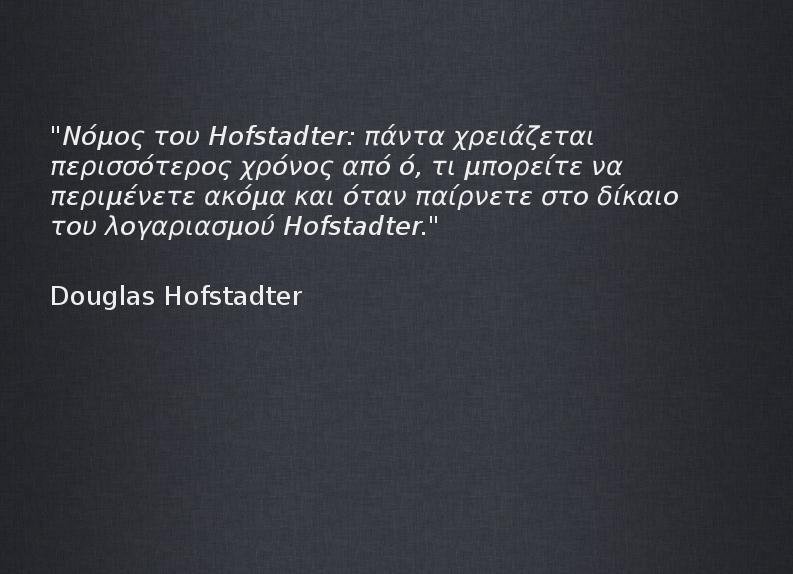 "Νόμος του Hofstadter: πάντα χρειάζεται
περισσότερος χρόνος από ό, τι μπορείτε να
περιμένετε ακόμα και όταν παίρνετε στο δίκαιο
του λογαριασμού Hofstadter."
Douglas Hofstadter